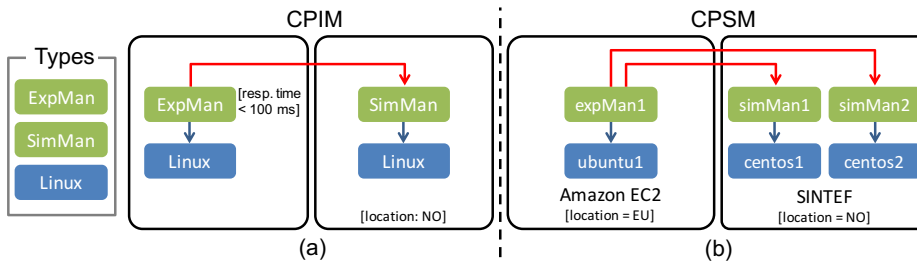 CPIM
CPSM
Types
ExpMan
SimMan
Linux
ExpMan
[resp. time
< 100 ms]
SimMan
Linux
Linux
[location: NO]
(a)
expMan1
simMan1
simMan2
ubuntu1
centos1
centos2
Amazon EC2
[location = EU]
SINTEF
[location = NO]
(b)